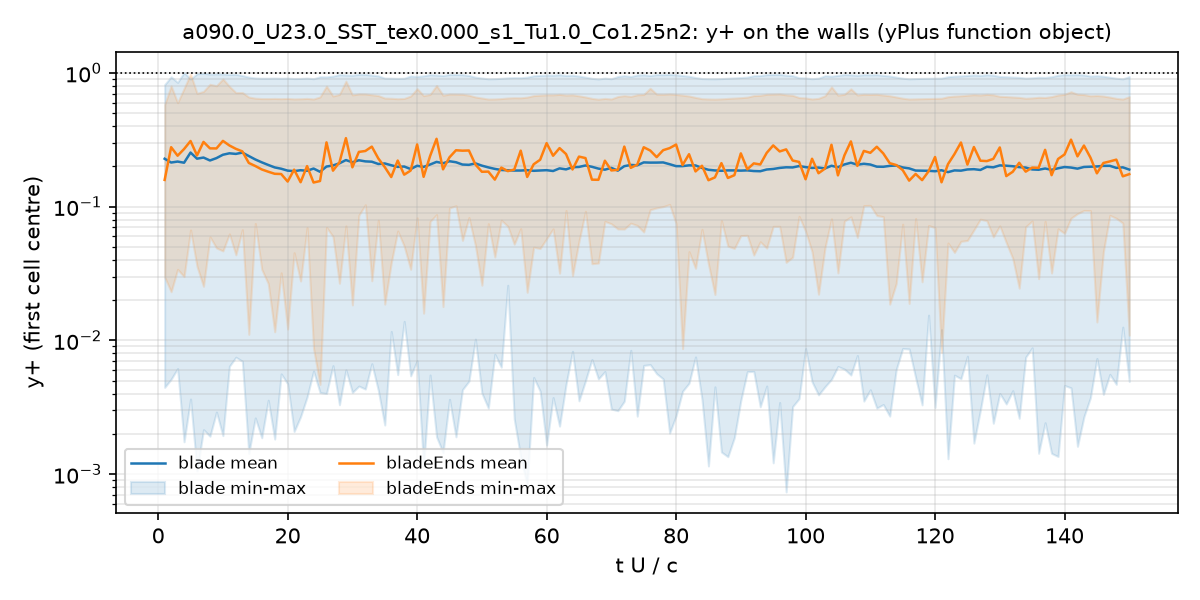 a090.0_U23.0_SST_tex0.000_s1_Tu1.0_Co1.25n2: y+ on the walls (yPlus function object)
y+ (first cell centre)
10⁰
10⁻¹
10⁻²
10⁻³
blade mean
blade min-max
bladeEnds mean
bladeEnds min-max
0 20 40 60 80 100 120 140
t U / c